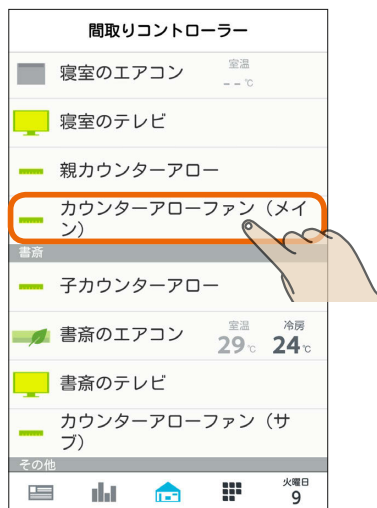 間取りコントローラー
寝室のエアコン
室温
--℃
寝室のテレビ
親カウンターアロー
カウンターアローファン（メイ
ン）
書斎
子カウンターアロー
書斎のエアコン
室温 冷房
29℃ 24℃
書斎のテレビ
カウンターアローファン（サ
ブ）
その他
火曜日
9